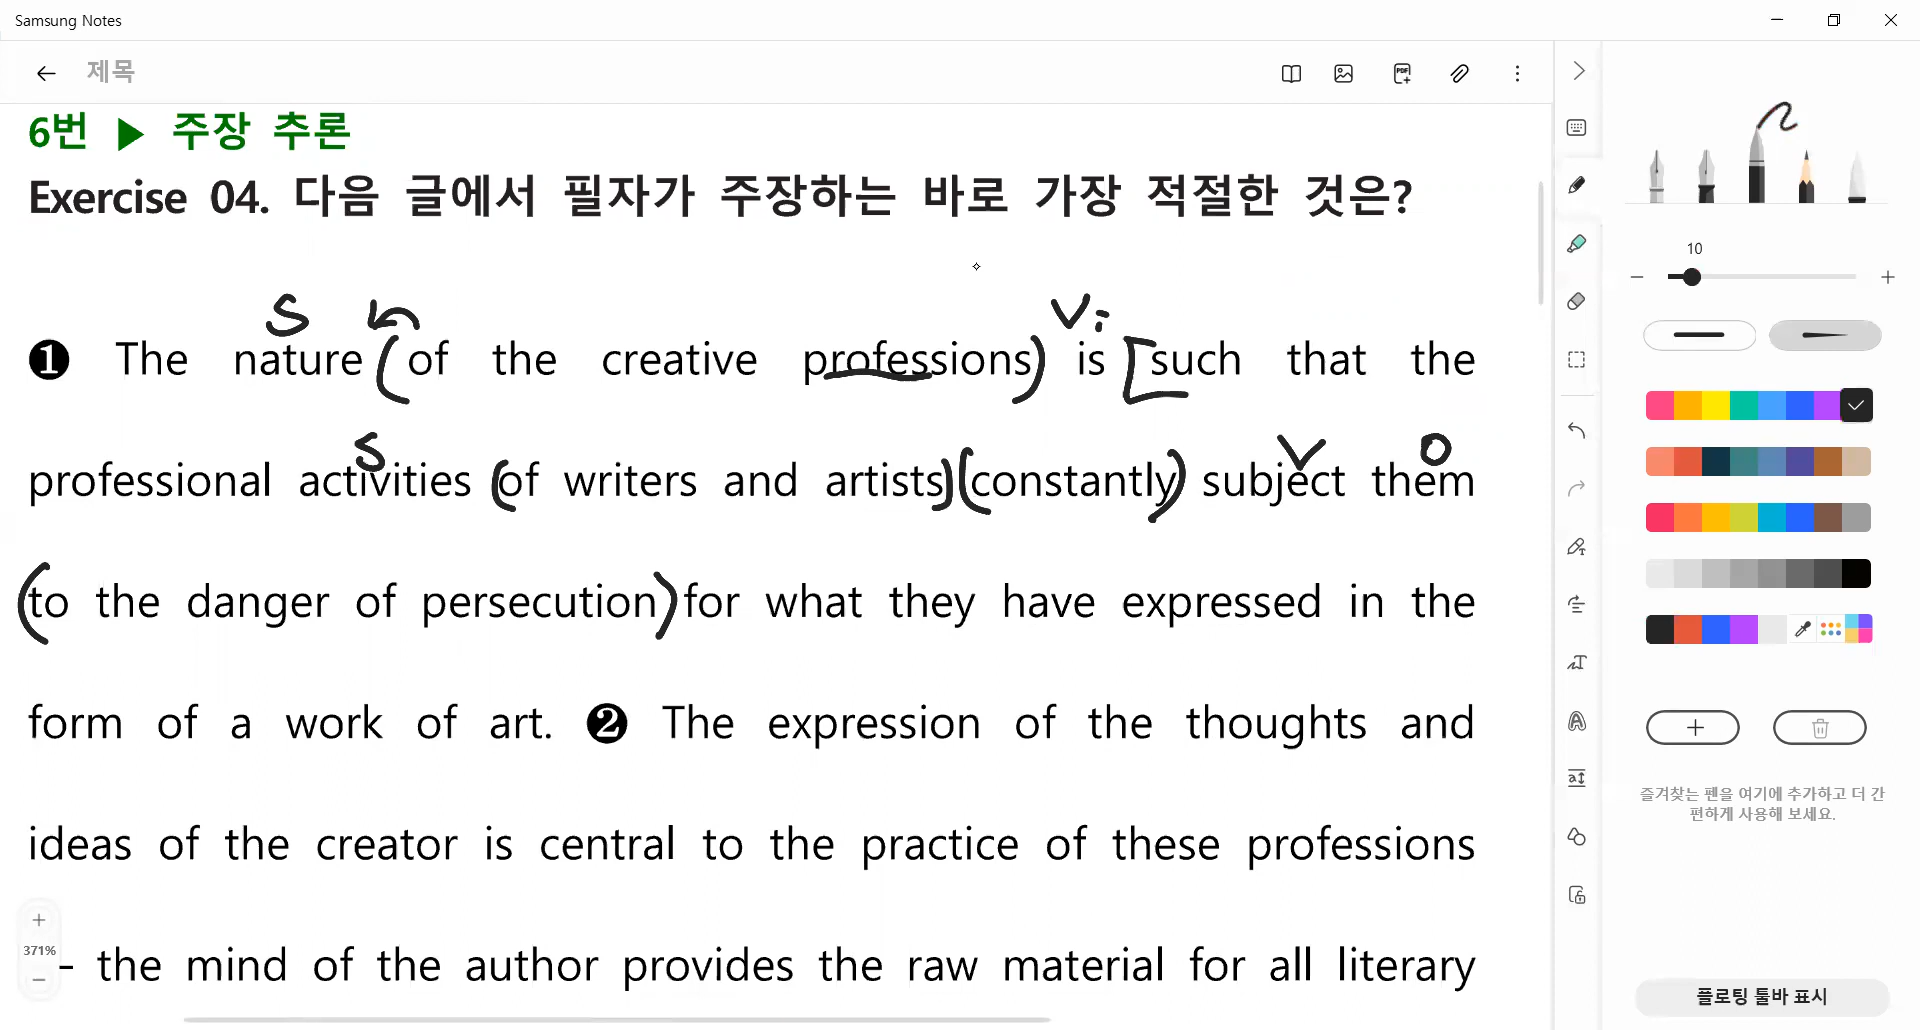 Samsung Notes
제목
6번 ▶ 주장 추론
Exercise 04. 다음 글에서 필자가 주장하는 바로 가장 적절한 것은?
S V:
❶ The nature (of the creative professions) is [such that the
S V O
professional activities (of writers and artists) (constantly) subject them
(to the danger of persecution) for what they have expressed in the
form of a work of art. ❷ The expression of the thoughts and
ideas of the creator is central to the practice of these professions
- the mind of the author provides the raw material for all literary
371%
10
즐겨찾는 펜을 여기에 추가하고 더 간
편하게 사용해 보세요.
플로팅 툴바 표시